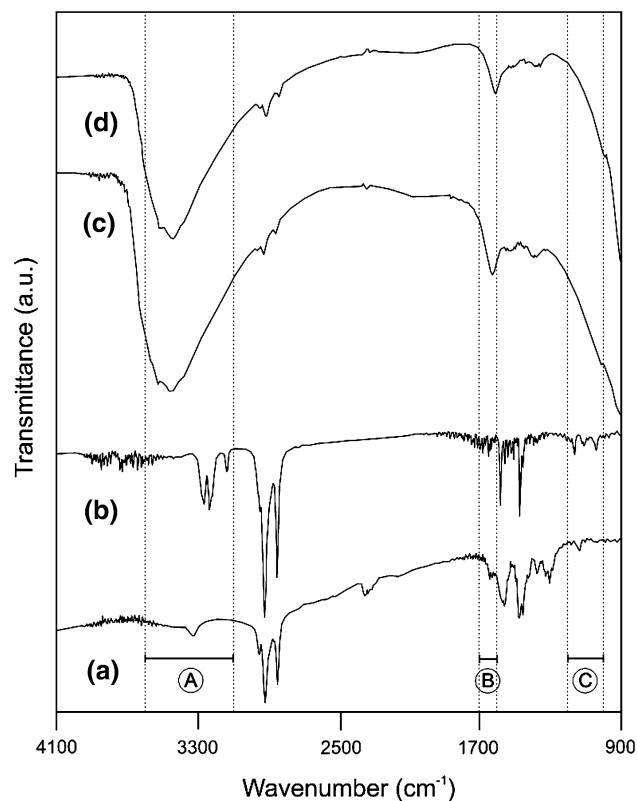 Transmittance (a.u.)
(d)
(c)
(b)
(a)
A
B
C
4100 3300 2500 1700 900
Wavenumber (cm⁻¹)